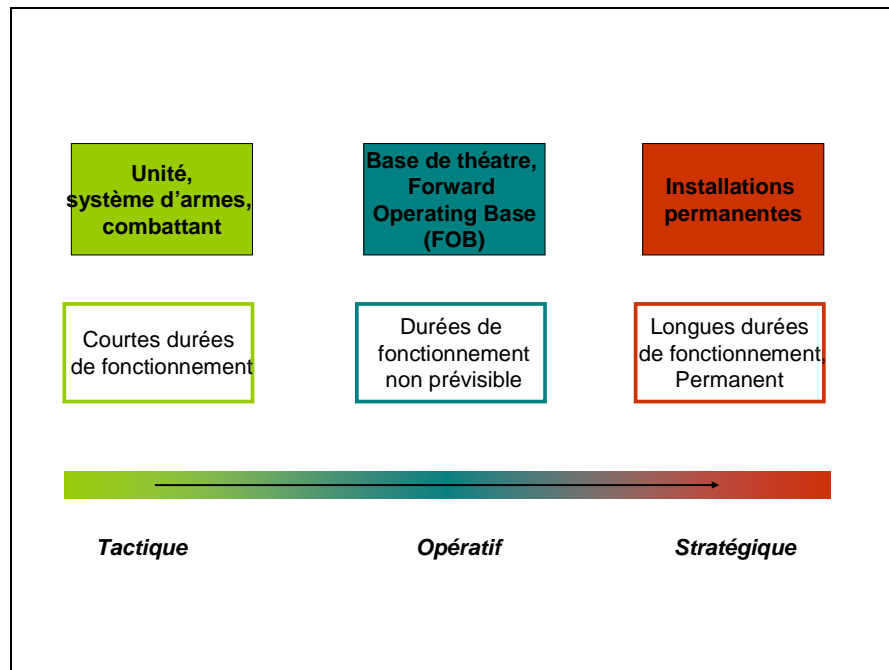 Unité,
système d'armes,
combattant
Base de théatre,
Forward
Operating Base
(FOB)
Installations
permanentes
Courtes durées
de fonctionnement
Durées de
fonctionnement
non prévisible
Longues durées
de fonctionnement,
Permanent
Tactique
Opératif
Stratégique